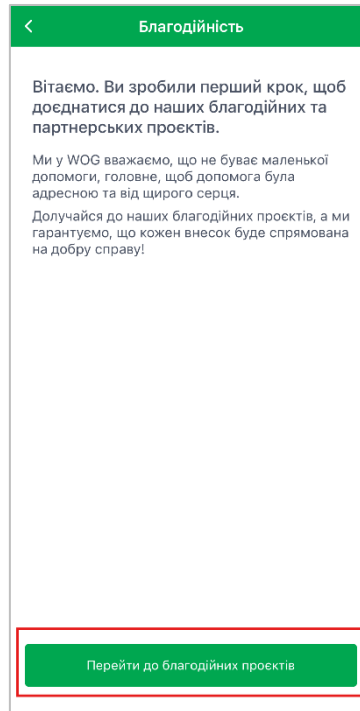 Благодійність
Вітаємо. Ви зробили перший крок, щоб
доєднатися до наших благодійних та
партнерських проєктів.
Ми у WOG вважаємо, що не буває маленької
допомоги, головне, щоб допомога була
адресною та від щирого серця.
Долучайся до наших благодійних проєктів, а ми
гарантуємо, що кожен внесок буде спрямована
на добру справу!
Перейти до благодійних проєктів